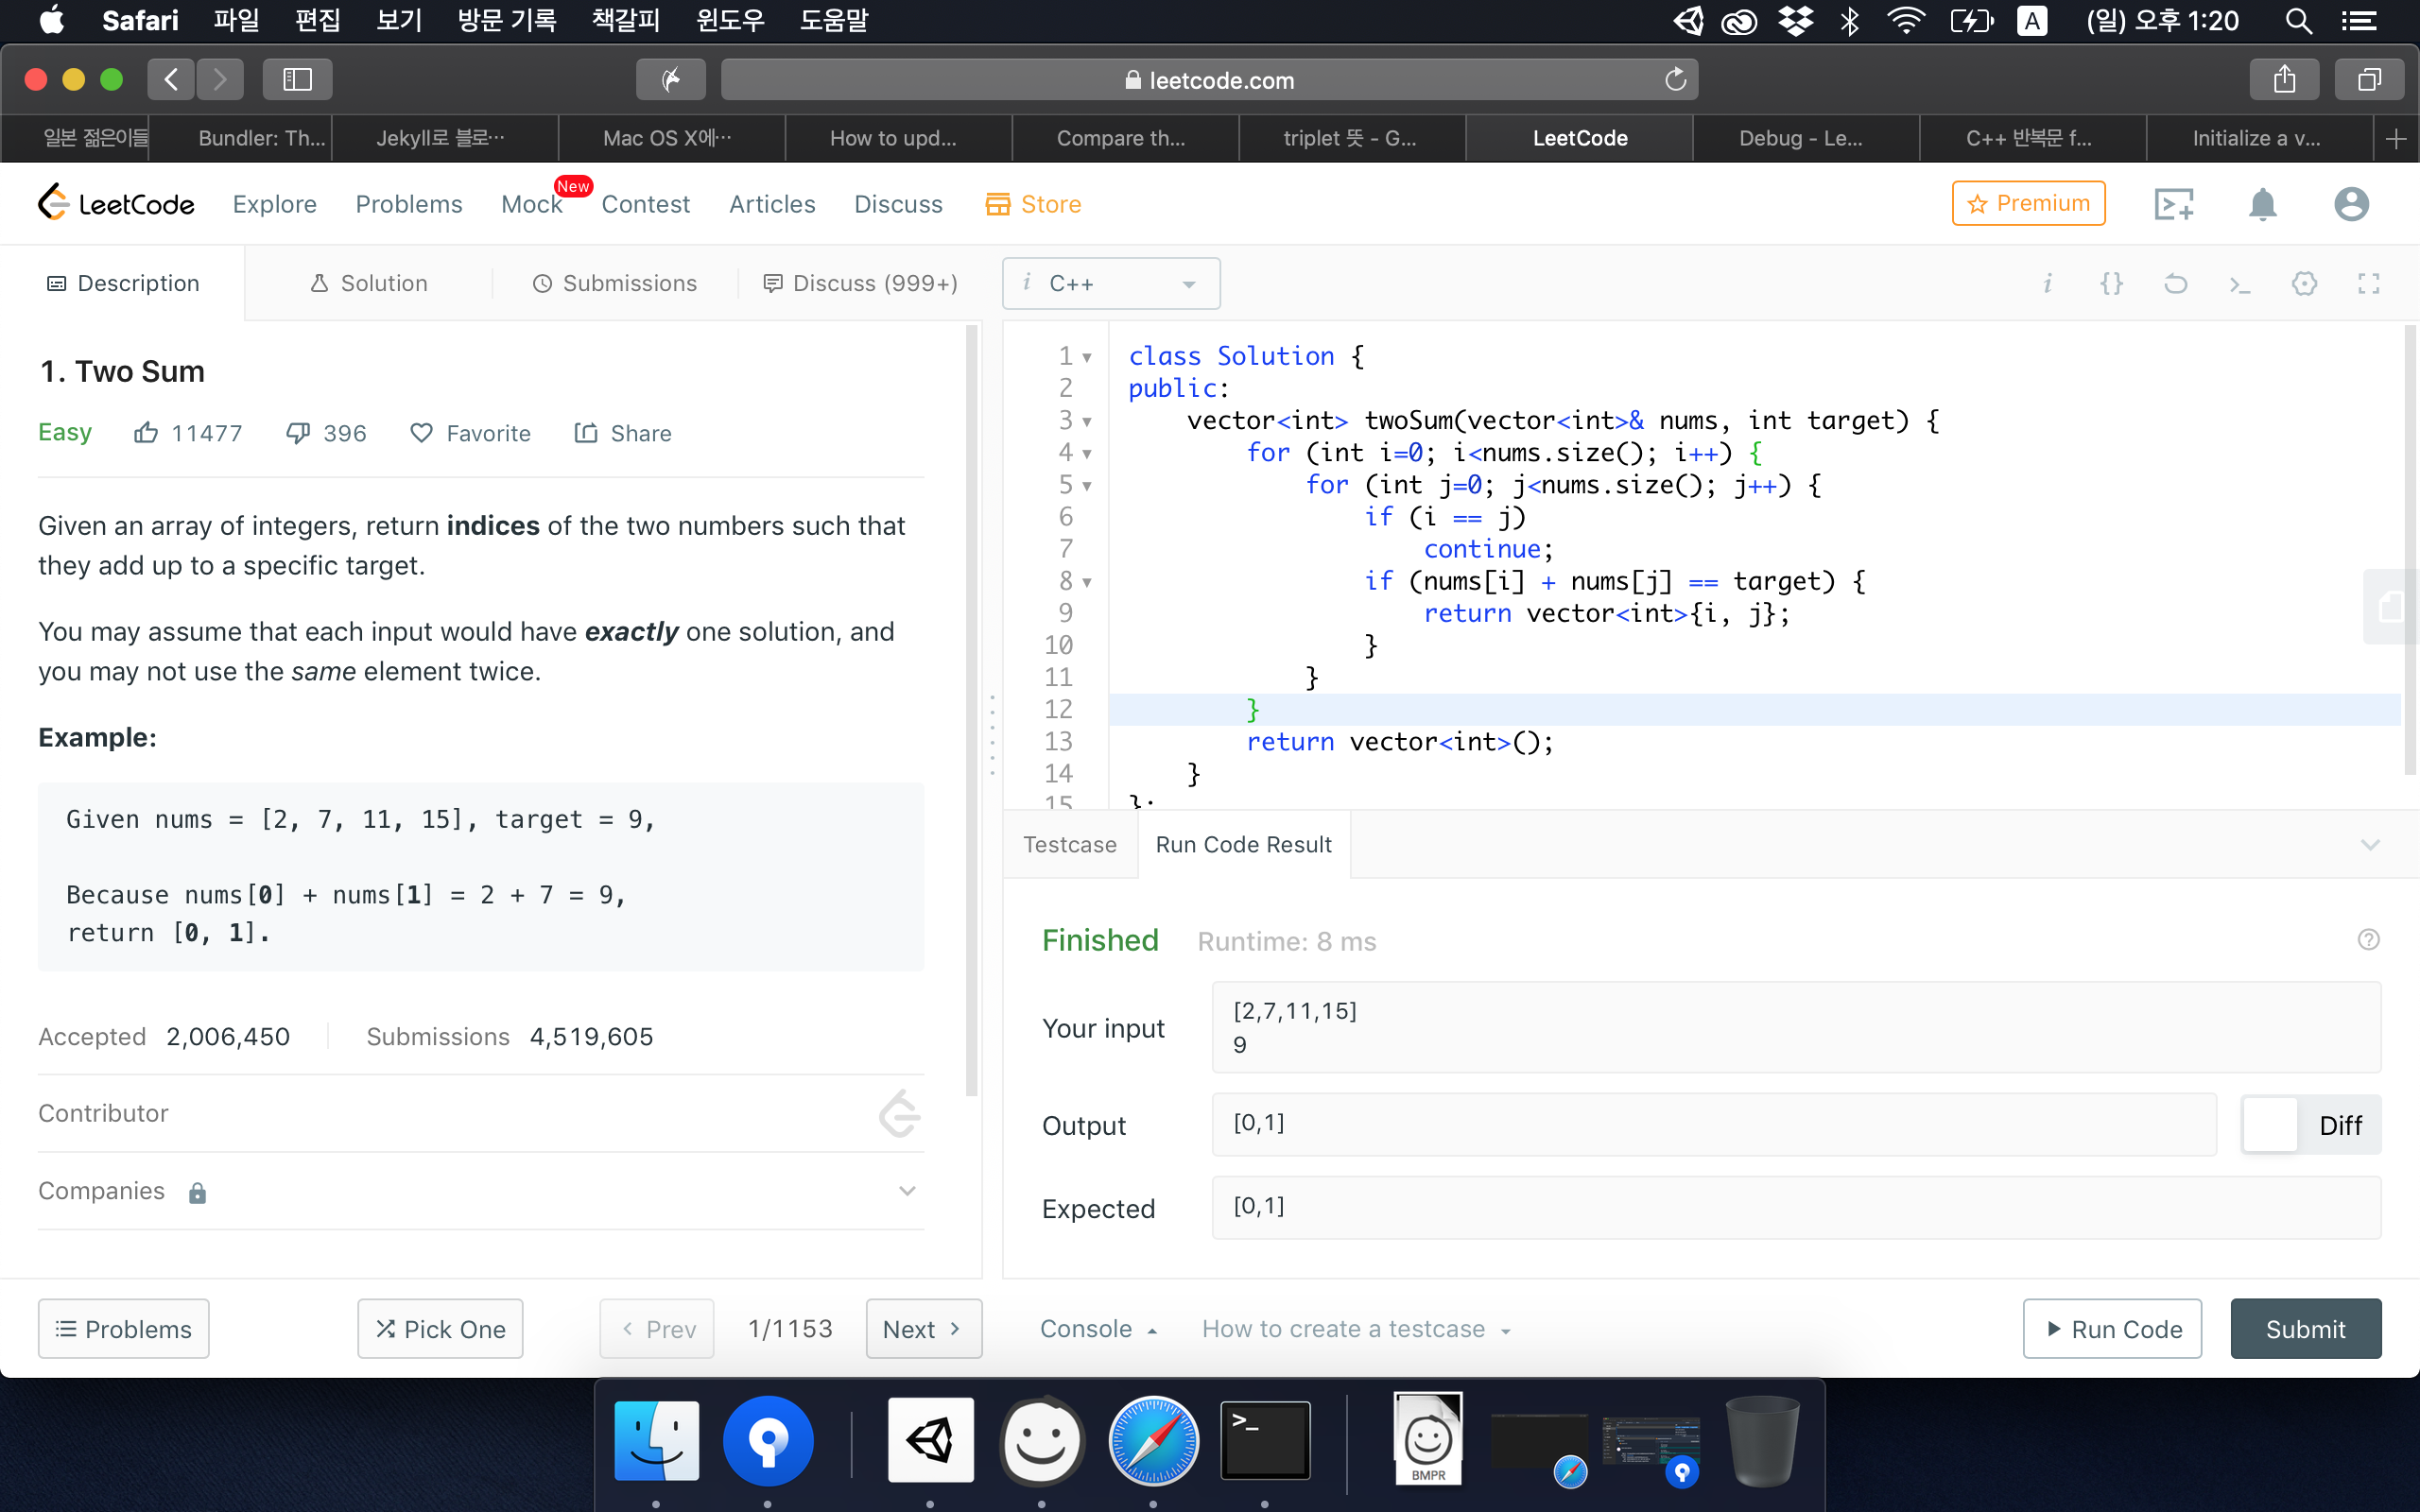 Safari 파일 편집 보기 방문 기록 책갈피 윈도우 도움말 A (일) 오후 1:20
leetcode.com
일본 젊은이들 Bundler: Th... Jekyll로 블로… Mac OS X에… How to upd... Compare th... triplet 뜻 - G... LeetCode Debug - Le... C++ 반복문 f... Initialize a v...
LeetCode Explore Problems Mock New Contest Articles Discuss Store Premium
Description Solution Submissions Discuss (999+) i C++
1. Two Sum
Easy 11477 396 Favorite Share
Given an array of integers, return indices of the two numbers such that
they add up to a specific target.
You may assume that each input would have exactly one solution, and
you may not use the same element twice.
Example:
Given nums = [2, 7, 11, 15], target = 9,
Because nums[0] + nums[1] = 2 + 7 = 9,
return [0, 1].
Accepted 2,006,450 Submissions 4,519,605
Contributor
Companies
Problems Pick One Prev 1/1153 Next
1 class Solution {
2 public:
3 vector<int> twoSum(vector<int>& nums, int target) {
4 for (int i=0; i<nums.size(); i++) {
5 for (int j=0; j<nums.size(); j++) {
6 if (i == j)
7 continue;
8 if (nums[i] + nums[j] == target) {
9 return vector<int>{i, j};
10 }
11 }
12 }
13 return vector<int>();
14 }
15 };
Testcase Run Code Result
Finished Runtime: 8 ms
Your input [2,7,11,15]
9
Output [0,1] Diff
Expected [0,1]
Console How to create a testcase Run Code Submit
BMPR